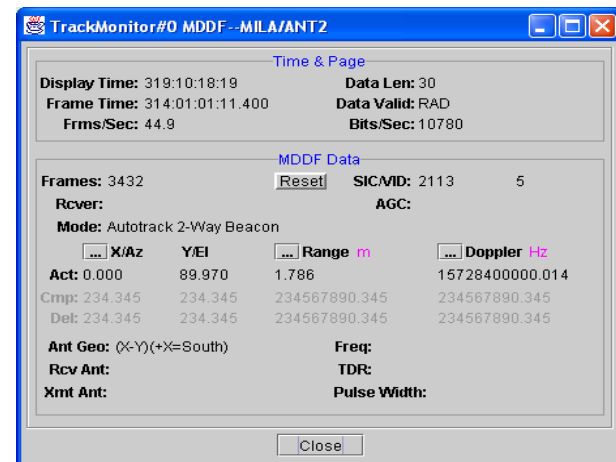 TrackMonitor#0 MDDF--MILA/ANT2
Time & Page
Display Time: 319:10:18:19 Data Len: 30
Frame Time: 314:01:01:11.400 Data Valid: RAD
Frms/Sec: 44.9 Bits/Sec: 10780
MDDF Data
Frames: 3432 Reset SIC/VID: 2113 5
Rcver: AGC:
Mode: Autotrack 2-Way Beacon
... X/Az Y/El ... Range m ... Doppler Hz
Act: 0.000 89.970 1.786 15728400000.014
Cmp: 234.345 234.345 234567890.345 234567890.345
Del: 234.345 234.345 234567890.345 234567890.345
Ant Geo: (X-Y)(+X=South) Freq:
Rcv Ant: TDR:
Xmt Ant: Pulse Width:
Close